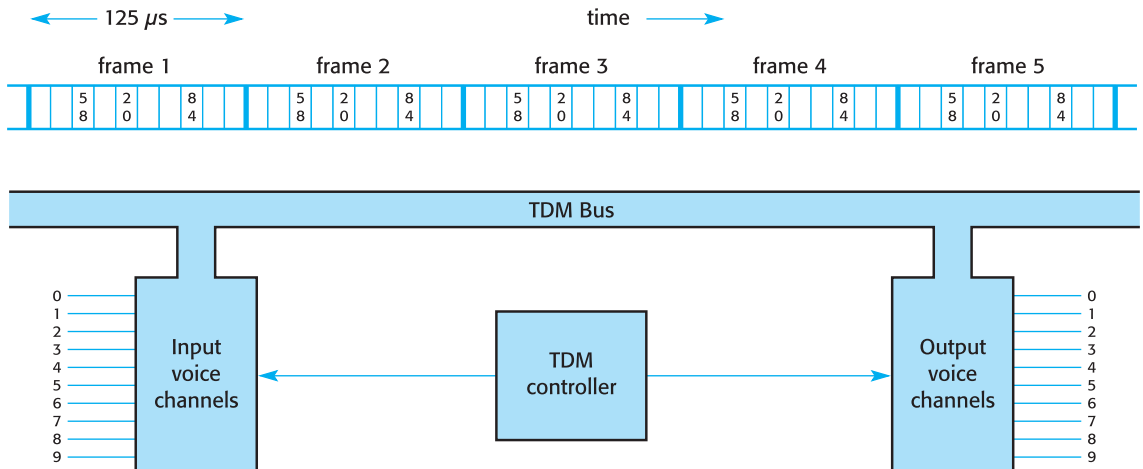 125 µs
time
frame 1 frame 2 frame 3 frame 4 frame 5
5 2 8 5 2 8 5 2 8 5 2 8 5 2 8
8 0 4 8 0 4 8 0 4 8 0 4 8 0 4
TDM Bus
0
1
2
3
4
5
6
7
8
9
Input
voice
channels
TDM
controller
Output
voice
channels
0
1
2
3
4
5
6
7
8
9